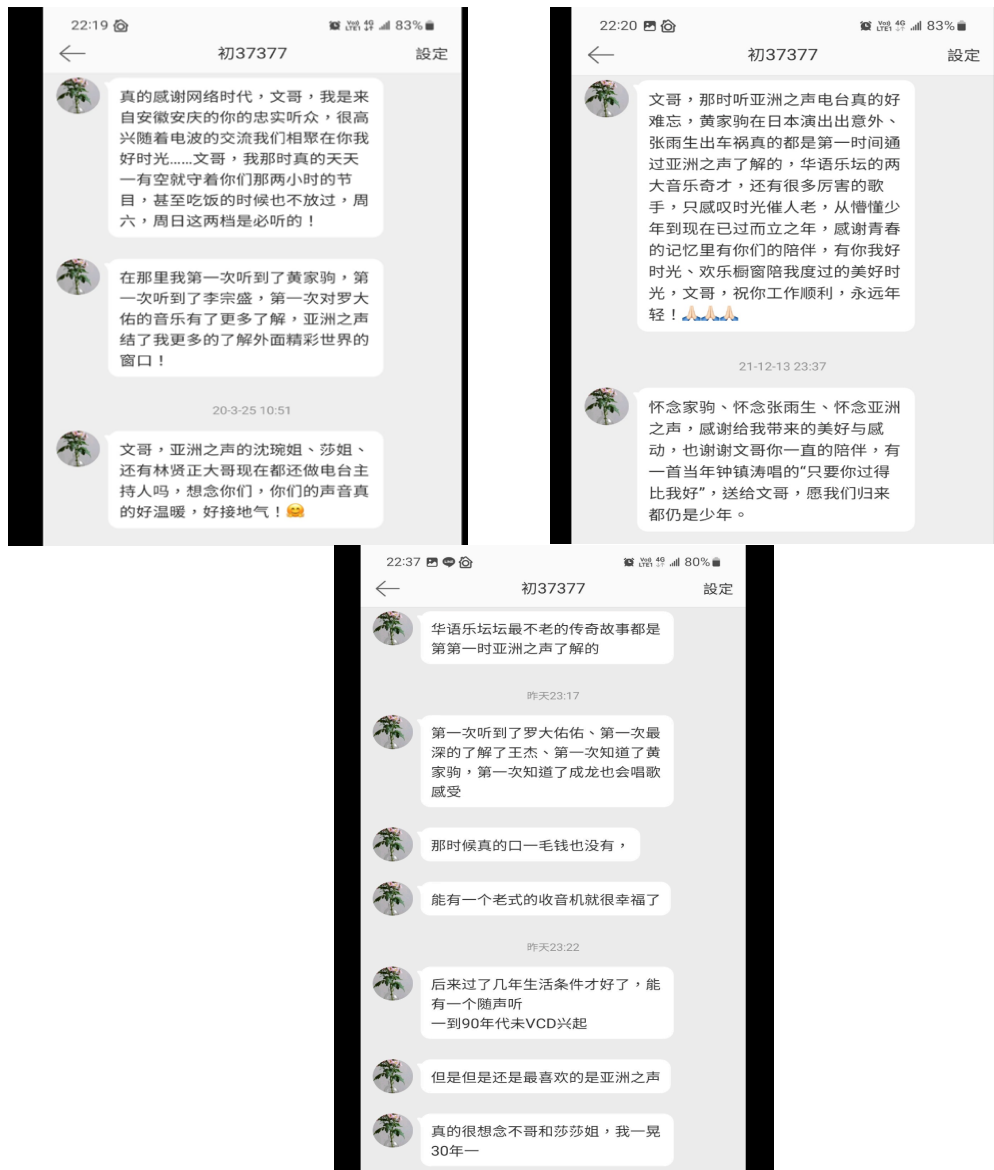 22:19 83%
初37377 設定
真的感谢网络时代，文哥，我是来
自安徽安庆的你的忠实听众，很高
兴随着电波的交流我们相聚在你我
好时光......文哥，我那时真的天天
一有空就守着你们那两小时的节
目，甚至吃饭的时候也不放过，周
六，周日这两档是必听的！
在那里我第一次听到了黄家驹，第
一次听到了李宗盛，第一次对罗大
佑的音乐有了更多了解，亚洲之声
结了我更多的了解外面精彩世界的
窗口！
20-3-25 10:51
文哥，亚洲之声的沈琬姐、莎姐、
还有林贤正大哥现在都还做电台主
持人吗，想念你们，你们的声音真
的好温暖，好接地气！🤗
22:20 83%
初37377 設定
文哥，那时听亚洲之声电台真的好
难忘，黄家驹在日本演出出意外、
张雨生出车祸真的都是第一时间通
过亚洲之声了解的，华语乐坛的两
大音乐奇才，还有很多厉害的歌
手，只感叹时光催人老，从懵懂少
年到现在已过而立之年，感谢青春
的记忆里有你们的陪伴，有你我好
时光、欢乐橱窗陪我度过的美好时
光，文哥，祝你工作顺利，永远年
轻！🙏🏻🙏🏻🙏🏻
21-12-13 23:37
怀念家驹、怀念张雨生、怀念亚洲
之声，感谢给我带来的美好与感
动，也谢谢文哥你一直的陪伴，有
一首当年钟镇涛唱的“只要你过得
比我好”，送给文哥，愿我们归来
都仍是少年。
22:37 80%
初37377 設定
华语乐坛坛最不老的传奇故事都是
第第一时亚洲之声了解的
昨天23:17
第一次听到了罗大佑佑、第一次最
深的了解了王杰、第一次知道了黄
家驹，第一次知道了成龙也会唱歌
感受
那时候真的口一毛钱也没有，
能有一个老式的收音机就很幸福了
昨天23:22
后来过了几年生活条件才好了，能
有一个随声听
一到90年代未VCD兴起
但是但是还是最喜欢的是亚洲之声
真的很想念不哥和莎莎姐，我一晃
30年一